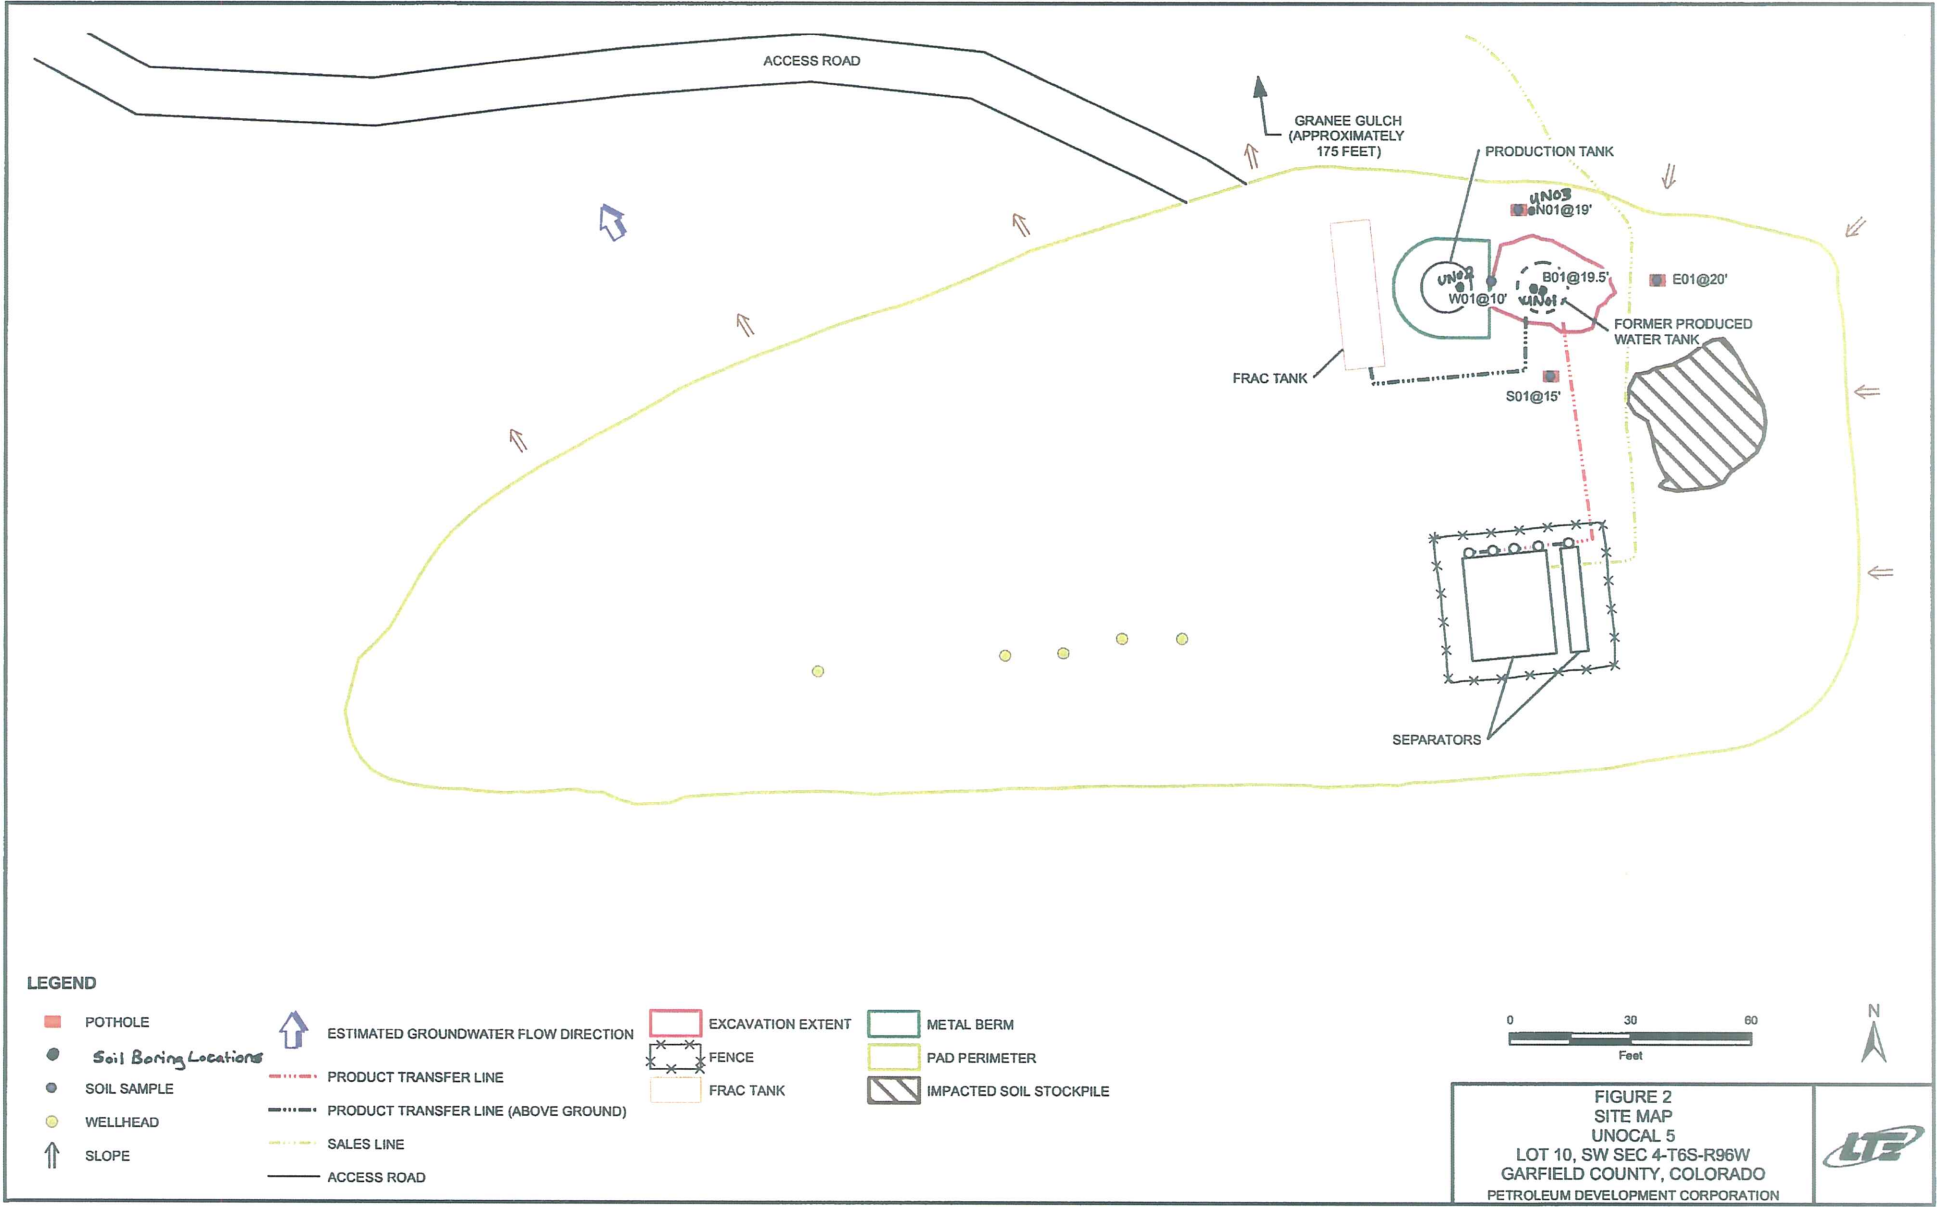 ACCESS ROAD
GRANEE GULCH
(APPROXIMATELY
175 FEET)
PRODUCTION TANK
UNO3
N01@19'
UNO2
W01@10'
B01@19.5'
UNO1
E01@20'
FORMER PRODUCED
WATER TANK
FRAC TANK
S01@15'
SEPARATORS
LEGEND
POTHOLE
Soil Boring Locations
SOIL SAMPLE
WELLHEAD
SLOPE
ESTIMATED GROUNDWATER FLOW DIRECTION
PRODUCT TRANSFER LINE
PRODUCT TRANSFER LINE (ABOVE GROUND)
SALES LINE
ACCESS ROAD
EXCAVATION EXTENT
FENCE
FRAC TANK
METAL BERM
PAD PERIMETER
IMPACTED SOIL STOCKPILE
0 30 60
Feet
N
FIGURE 2
SITE MAP
UNOCAL 5
LOT 10, SW SEC 4-T6S-R96W
GARFIELD COUNTY, COLORADO
PETROLEUM DEVELOPMENT CORPORATION
LTE